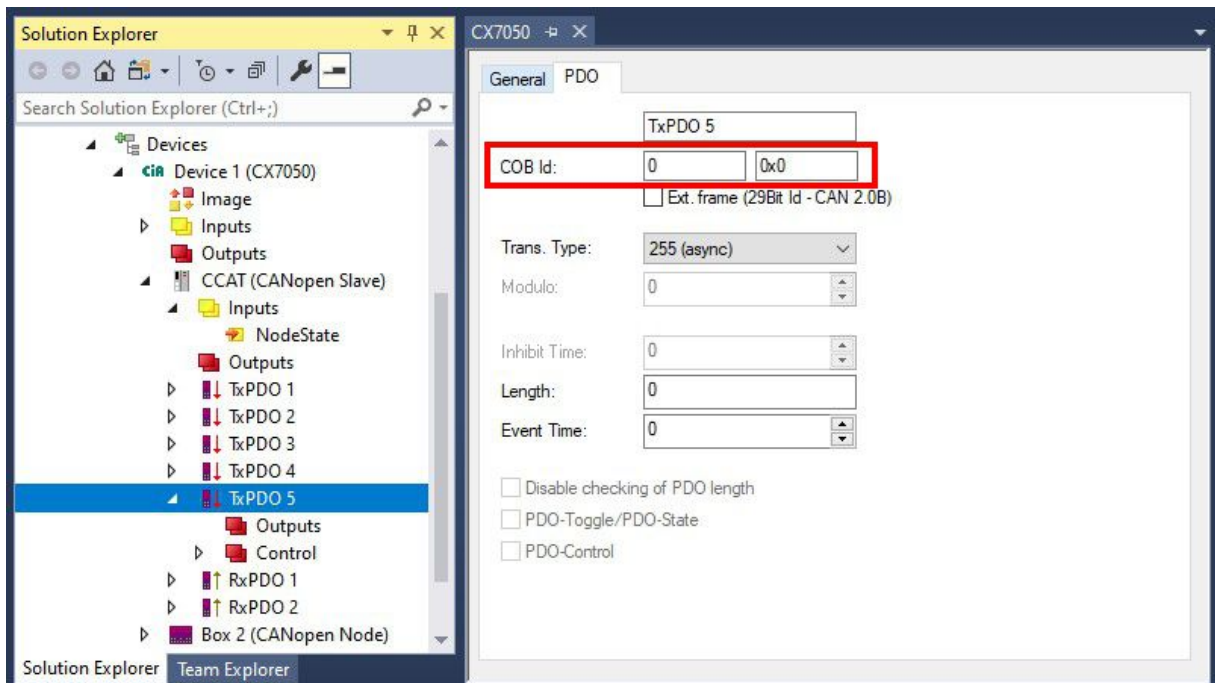 Solution Explorer
Search Solution Explorer (Ctrl+;)
Devices
CiA Device 1 (CX7050)
Image
Inputs
Outputs
CCAT (CANopen Slave)
Inputs
NodeState
Outputs
TxPDO 1
TxPDO 2
TxPDO 3
TxPDO 4
TxPDO 5
Outputs
Control
RxPDO 1
RxPDO 2
Box 2 (CANopen Node)
Solution Explorer Team Explorer
CX7050
General PDO
TxPDO 5
COB Id: 0 0x0
Ext. frame (29Bit Id - CAN 2.0B)
Trans. Type: 255 (async)
Modulo: 0
Inhibit Time: 0
Length: 0
Event Time: 0
Disable checking of PDO length
PDO-Toggle/PDO-State
PDO-Control